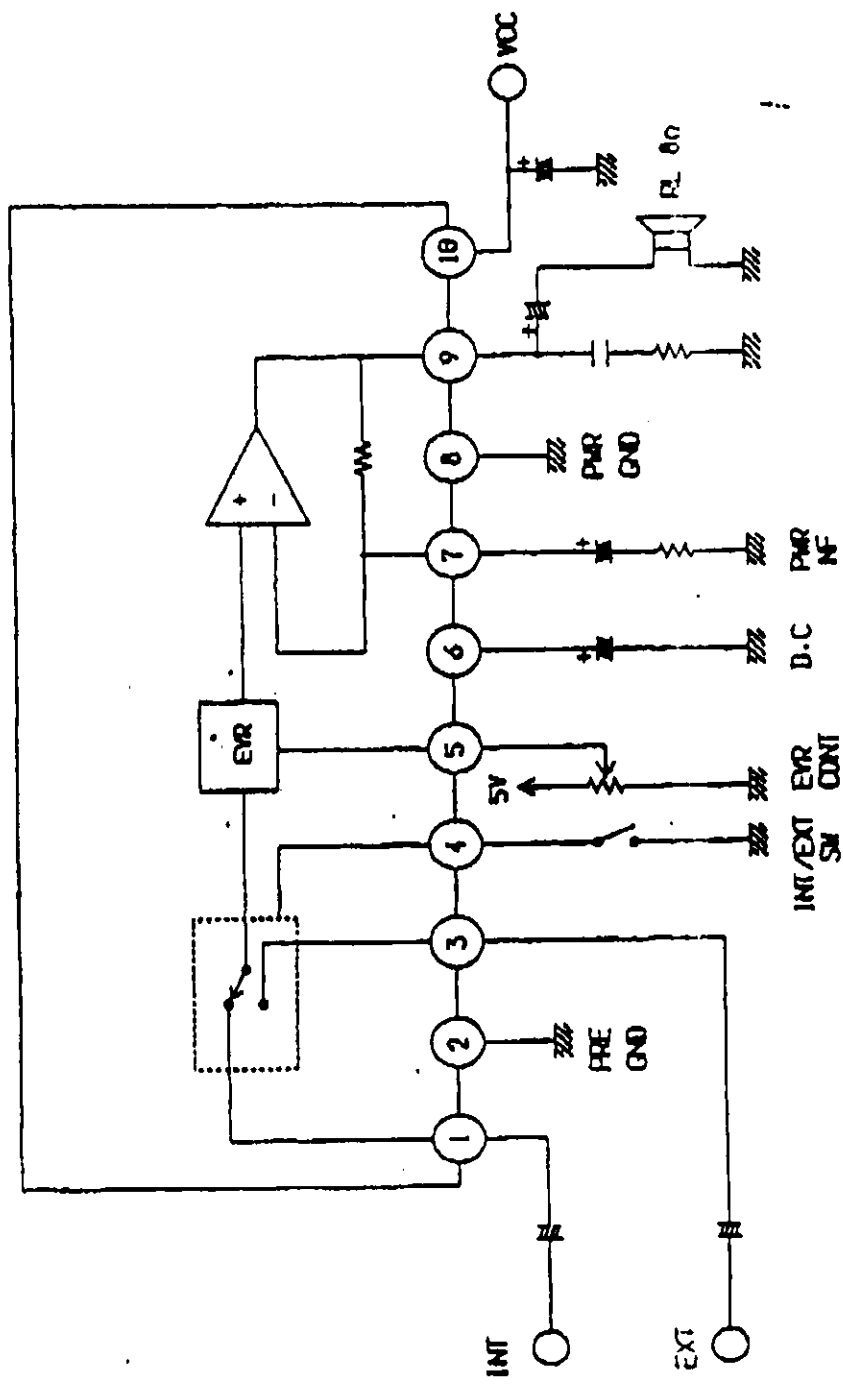 EVR
+
−
1
2
3
4
5
6
7
8
9
10
VCC
INT
EXT
PRE
GND
INT/EXT
SW
5V
EVR
CONT
D.C
PWR
NF
PWR
GND
RL 8Ω
+
+
+
+